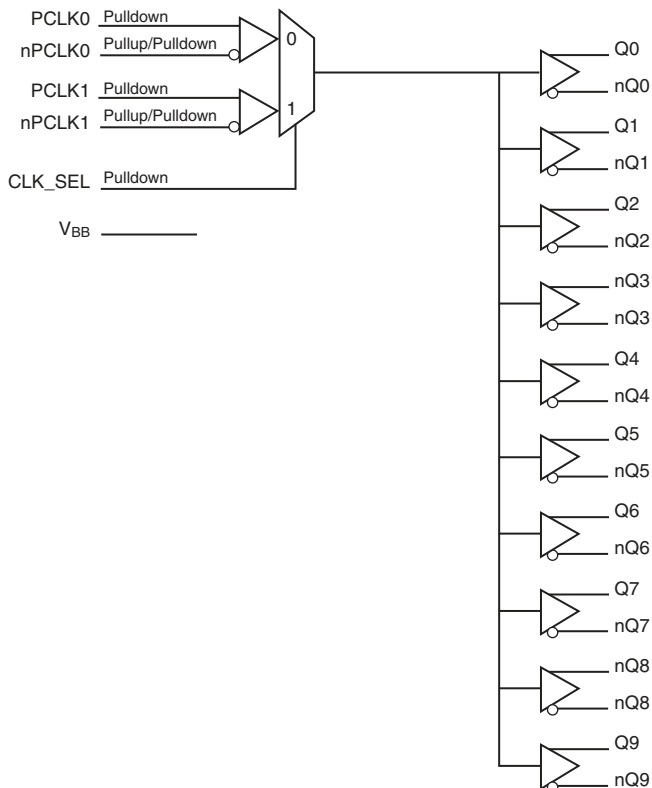 PCLK0 Pulldown
nPCLK0 Pullup/Pulldown
PCLK1 Pulldown
nPCLK1 Pullup/Pulldown
0
1
CLK_SEL Pulldown
VBB
Q0
nQ0
Q1
nQ1
Q2
nQ2
nQ3
nQ3
Q4
nQ4
Q5
nQ5
Q6
nQ6
Q7
nQ7
nQ8
nQ8
Q9
nQ9